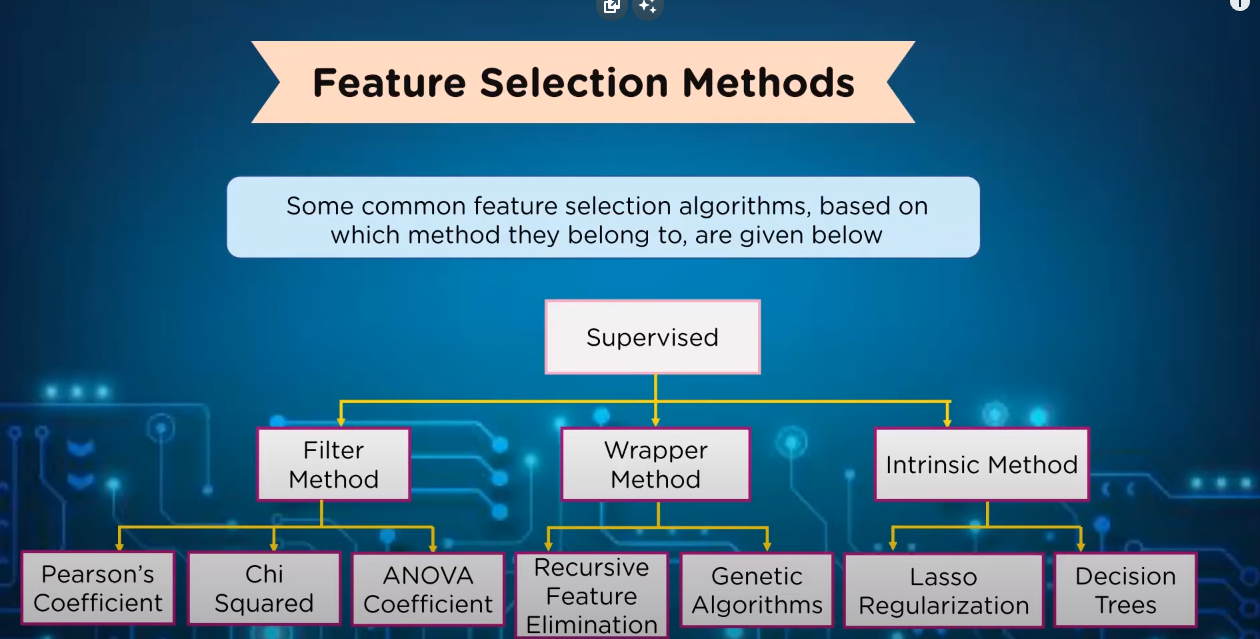 Feature Selection Methods
Some common feature selection algorithms, based on
which method they belong to, are given below
Supervised
Filter
Method
Wrapper
Method
Intrinsic Method
Pearson's
Coefficient
Chi
Squared
ANOVA
Coefficient
Recursive
Feature
Elimination
Genetic
Algorithms
Lasso
Regularization
Decision
Trees